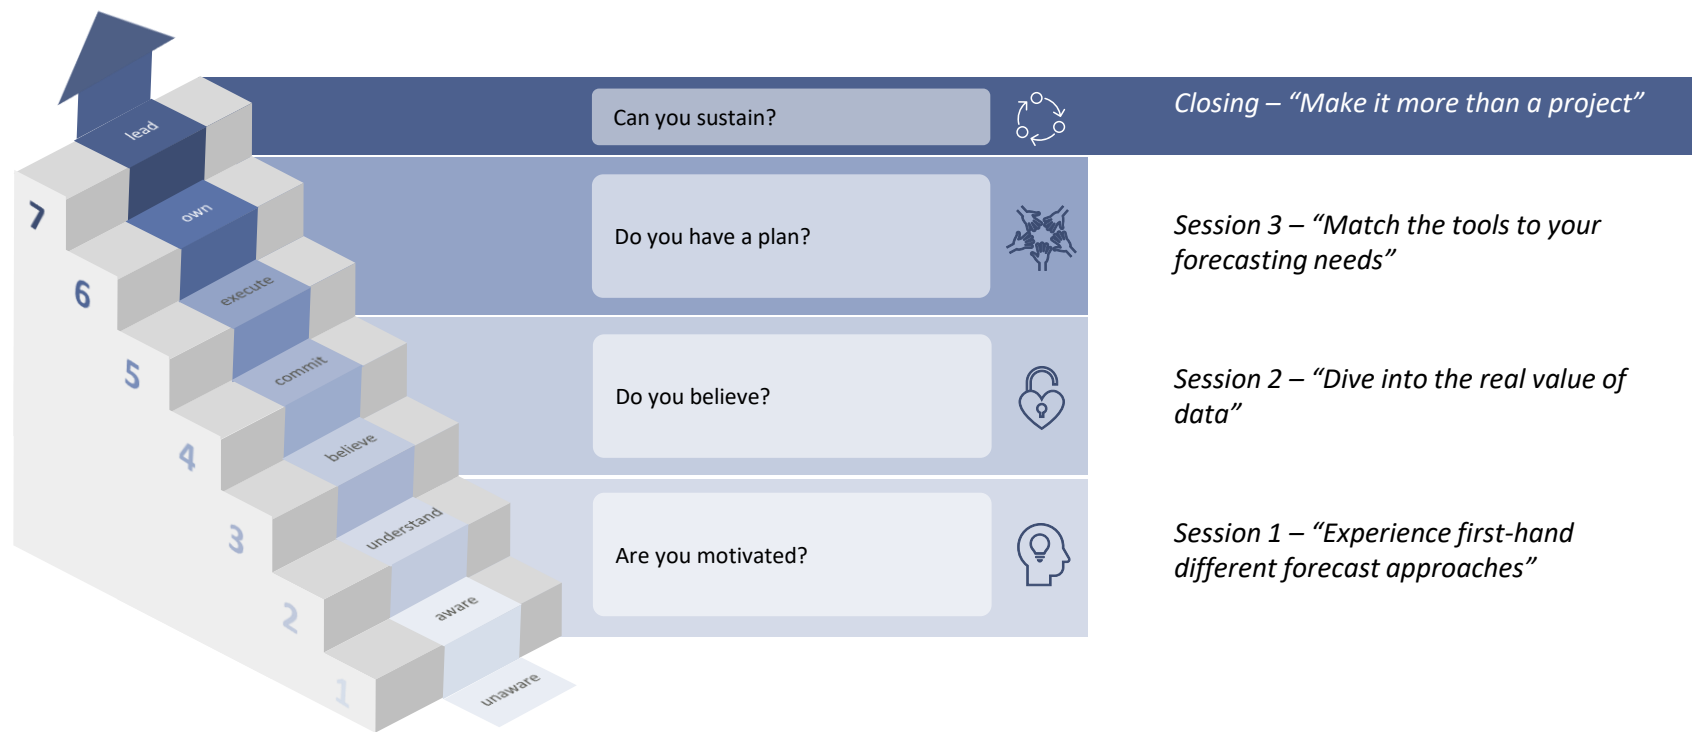 Can you sustain?
Closing – “Make it more than a project”
lead
7
own
Do you have a plan?
Session 3 – “Match the tools to your
forecasting needs”
6
execute
5
commit
Do you believe?
Session 2 – “Dive into the real value of
data”
4
believe
3
understand
Are you motivated?
Session 1 – “Experience first-hand
different forecast approaches”
2
aware
1
unaware